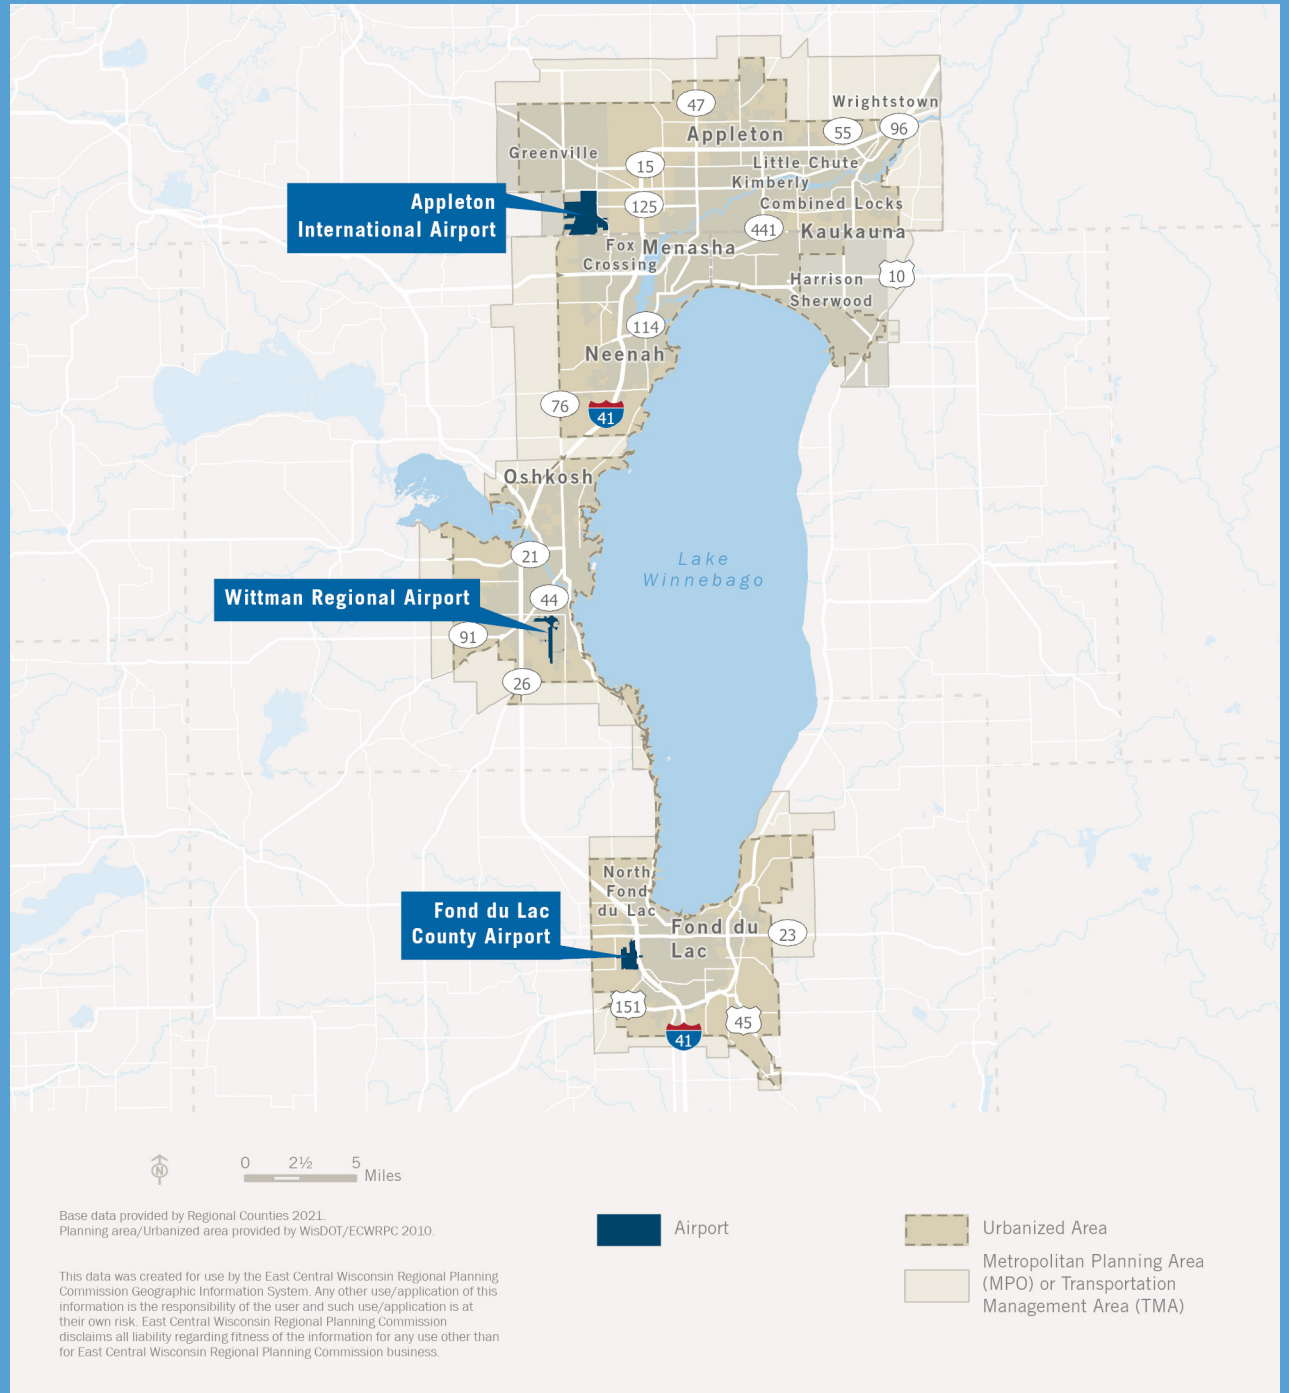 47
Wrightstown
Appleton
55
96
Greenville
15
Little Chute
Kimberly
Appleton
International Airport
125
Combined Locks
441
Kaukauna
Fox
Crossing
Menasha
10
Harrison
Sherwood
114
Neenah
76
41
Oshkosh
21
Lake
Winnebago
Wittman Regional Airport
44
91
26
North
Fond
du Lac
Fond du Lac
County Airport
Fond du
Lac
23
151
45
41
N
0 2½ 5
Miles
Base data provided by Regional Counties 2021.
Planning area/Urbanized area provided by WisDOT/ECWRPC 2010.
This data was created for use by the East Central Wisconsin Regional Planning
Commission Geographic Information System. Any other use/application of this
information is the responsibility of the user and such use/application is at
their own risk. East Central Wisconsin Regional Planning Commission
disclaims all liability regarding fitness of the information for any use other than
for East Central Wisconsin Regional Planning Commission business.
Airport
Urbanized Area
Metropolitan Planning Area
(MPO) or Transportation
Management Area (TMA)